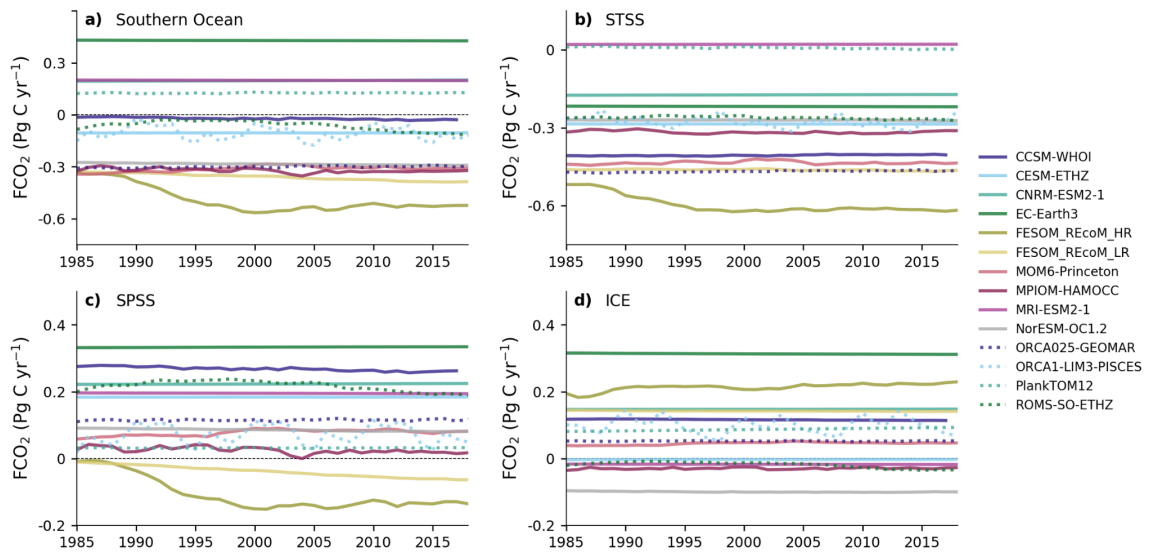 a) Southern Ocean
FCO₂ (Pg C yr⁻¹)
0.3
0
-0.3
-0.6
1985 1990 1995 2000 2005 2010 2015
b) STSS
FCO₂ (Pg C yr⁻¹)
0
-0.3
-0.6
1985 1990 1995 2000 2005 2010 2015
c) SPSS
FCO₂ (Pg C yr⁻¹)
0.4
0.2
0
-0.2
1985 1990 1995 2000 2005 2010 2015
d) ICE
FCO₂ (Pg C yr⁻¹)
0.4
0.2
0
-0.2
1985 1990 1995 2000 2005 2010 2015
CCSM-WHOI
CESM-ETHZ
CNRM-ESM2-1
EC-Earth3
FESOM_REcoM_HR
FESOM_REcoM_LR
MOM6-Princeton
MPIOM-HAMOCC
MRI-ESM2-1
NorESM-OC1.2
ORCA025-GEOMAR
ORCA1-LIM3-PISCES
PlankTOM12
ROMS-SO-ETHZ